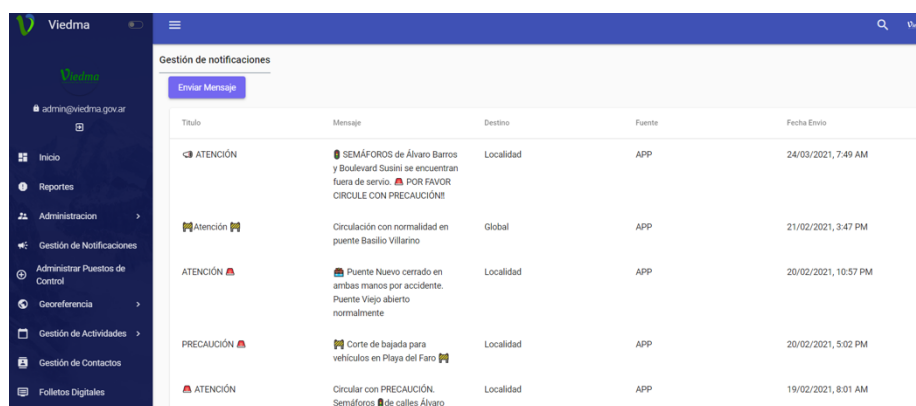 Viedma
Viedma
admin@viedma.gov.ar
Inicio
Reportes
Administracion
Gestión de Notificaciones
Administrar Puestos de
Control
Georeferencia
Gestión de Actividades
Gestión de Contactos
Folletos Digitales
Gestión de notificaciones
Enviar Mensaje
Titulo Mensaje Destino Fuente Fecha Envio
ATENCIÓN SEMÁFOROS de Álvaro Barros Localidad APP 24/03/2021, 7:49 AM
y Boulevard Susini se encuentran
fuera de servio. POR FAVOR
CIRCULE CON PRECAUCIÓN!!
Atención Circulación con normalidad en Global APP 21/02/2021, 3:47 PM
puente Basilio Villarino
ATENCIÓN Puente Nuevo cerrado en Localidad APP 20/02/2021, 10:57 PM
ambas manos por accidente.
Puente Viejo abierto
normalmente
PRECAUCIÓN Corte de bajada para Localidad APP 20/02/2021, 5:02 PM
vehículos en Playa del Faro
ATENCIÓN Circular con PRECAUCIÓN. Localidad APP 19/02/2021, 8:01 AM
Semáforos de calles Álvaro